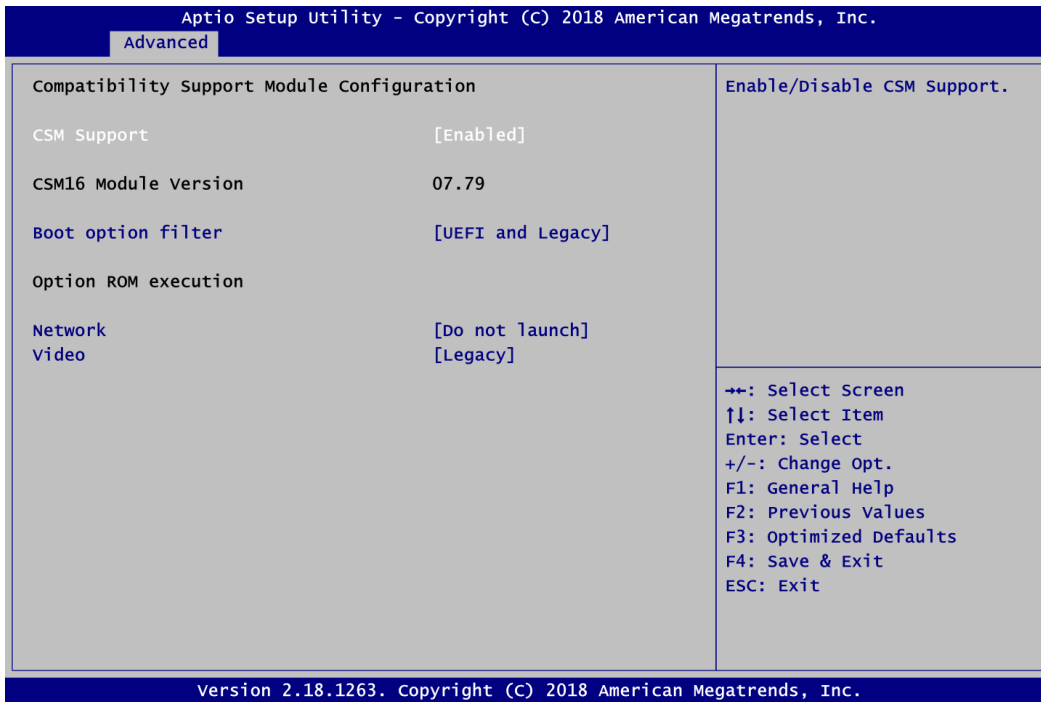 Aptio Setup Utility - Copyright (C) 2018 American Megatrends, Inc.
Advanced
Compatibility Support Module Configuration
CSM Support [Enabled]
CSM16 Module Version 07.79
Boot option filter [UEFI and Legacy]
Option ROM execution
Network [Do not launch]
Video [Legacy]
Enable/Disable CSM Support.
→←: Select Screen
↑↓: Select Item
Enter: Select
+/-: Change Opt.
F1: General Help
F2: Previous Values
F3: Optimized Defaults
F4: Save & Exit
ESC: Exit
Version 2.18.1263. Copyright (C) 2018 American Megatrends, Inc.